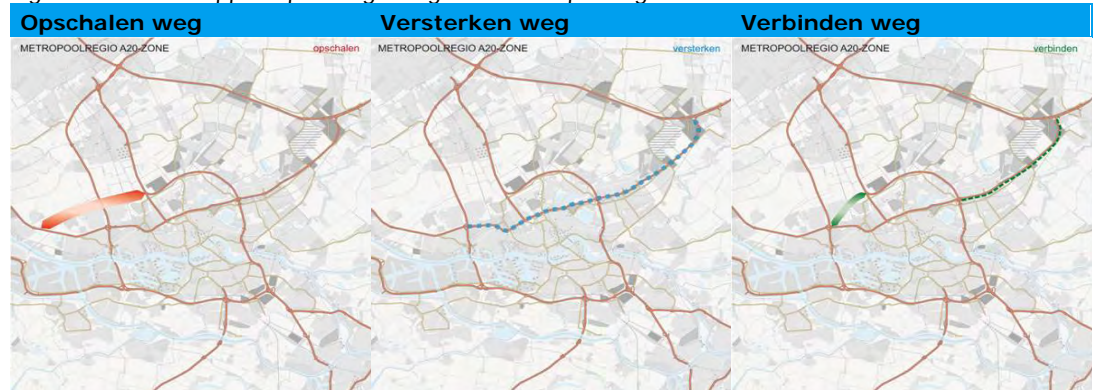 Opschalen weg Versterken weg Verbinden weg
METROPOOLREGIO A20-ZONE opschalen METROPOOLREGIO A20-ZONE versterken METROPOOLREGIO A20-ZONE verbinden